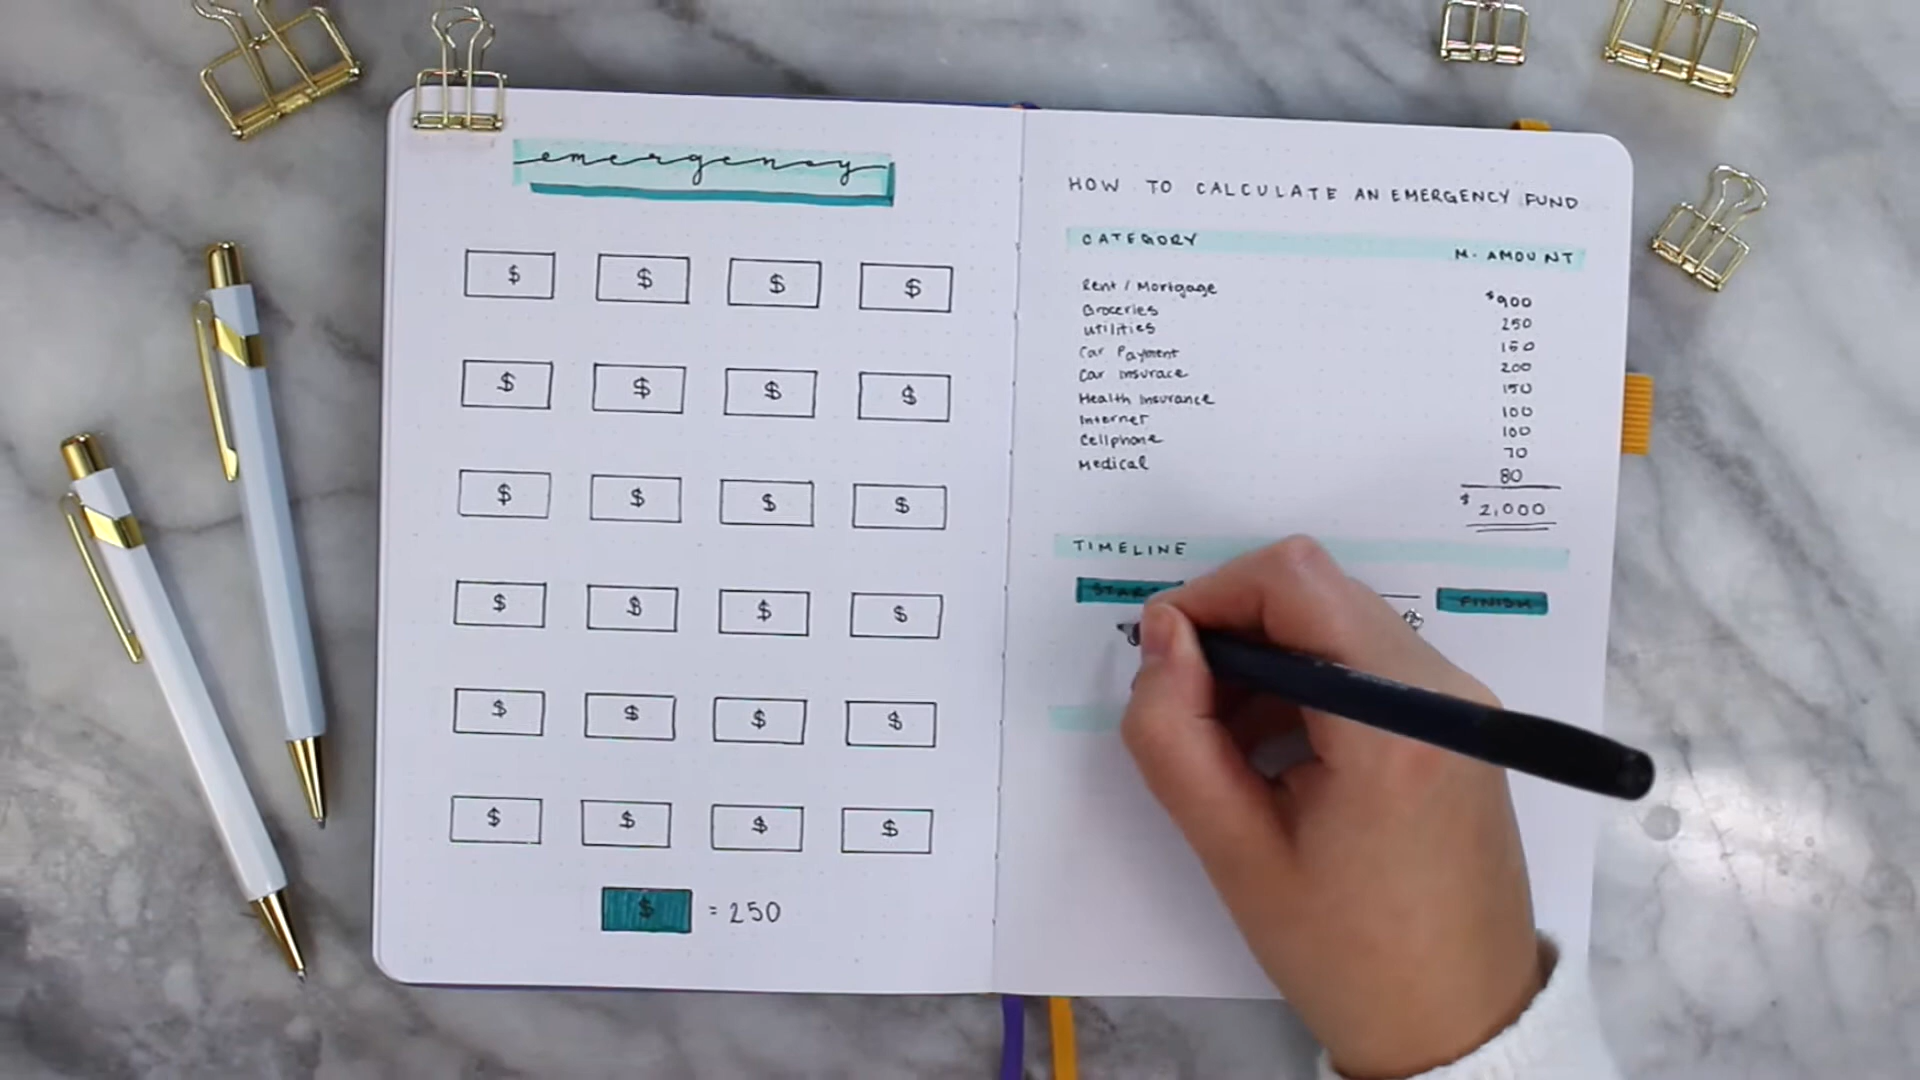 emergency
$ $ $ $
$ $ $ $
$ $ $ $
$ $ $ $
$ $ $ $
$ $ $ $
$ = 250
HOW TO CALCULATE AN EMERGENCY FUND
CATEGORY M. AMOUNT
Rent / Mortgage $900
Groceries 250
utilities 150
Car Payment 200
Car insurace 150
Health Insurance 100
Internet 100
Cellphone 70
Medical 80
$ 2,000
TIMELINE
START FINISH